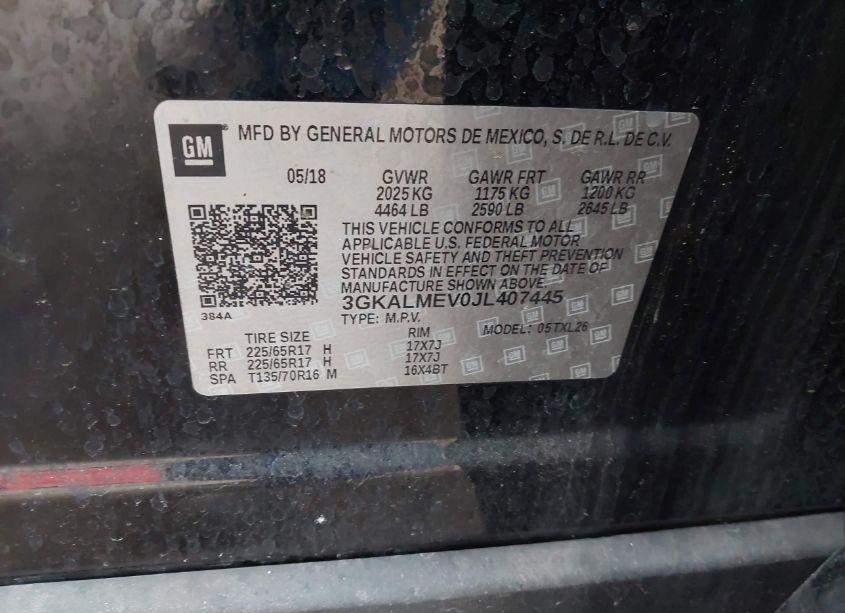 GM
MFD BY GENERAL MOTORS DE MEXICO, S. DE R.L. DE C.V.
05/18 GVWR GAWR FRT GAWR RR
2025 KG 1175 KG 1200 KG
4464 LB 2590 LB 2645 LB
THIS VEHICLE CONFORMS TO ALL
APPLICABLE U.S. FEDERAL MOTOR
VEHICLE SAFETY AND THEFT PREVENTION
STANDARDS IN EFFECT ON THE DATE OF
MANUFACTURE SHOWN ABOVE.
384A
3GKALMEV0JL407445
TYPE: M.P.V. MODEL: 05TXL26
TIRE SIZE RIM
FRT 225/65R17 H 17X7J
RR 225/65R17 H 17X7J
SPA T135/70R16 M 16X4BT